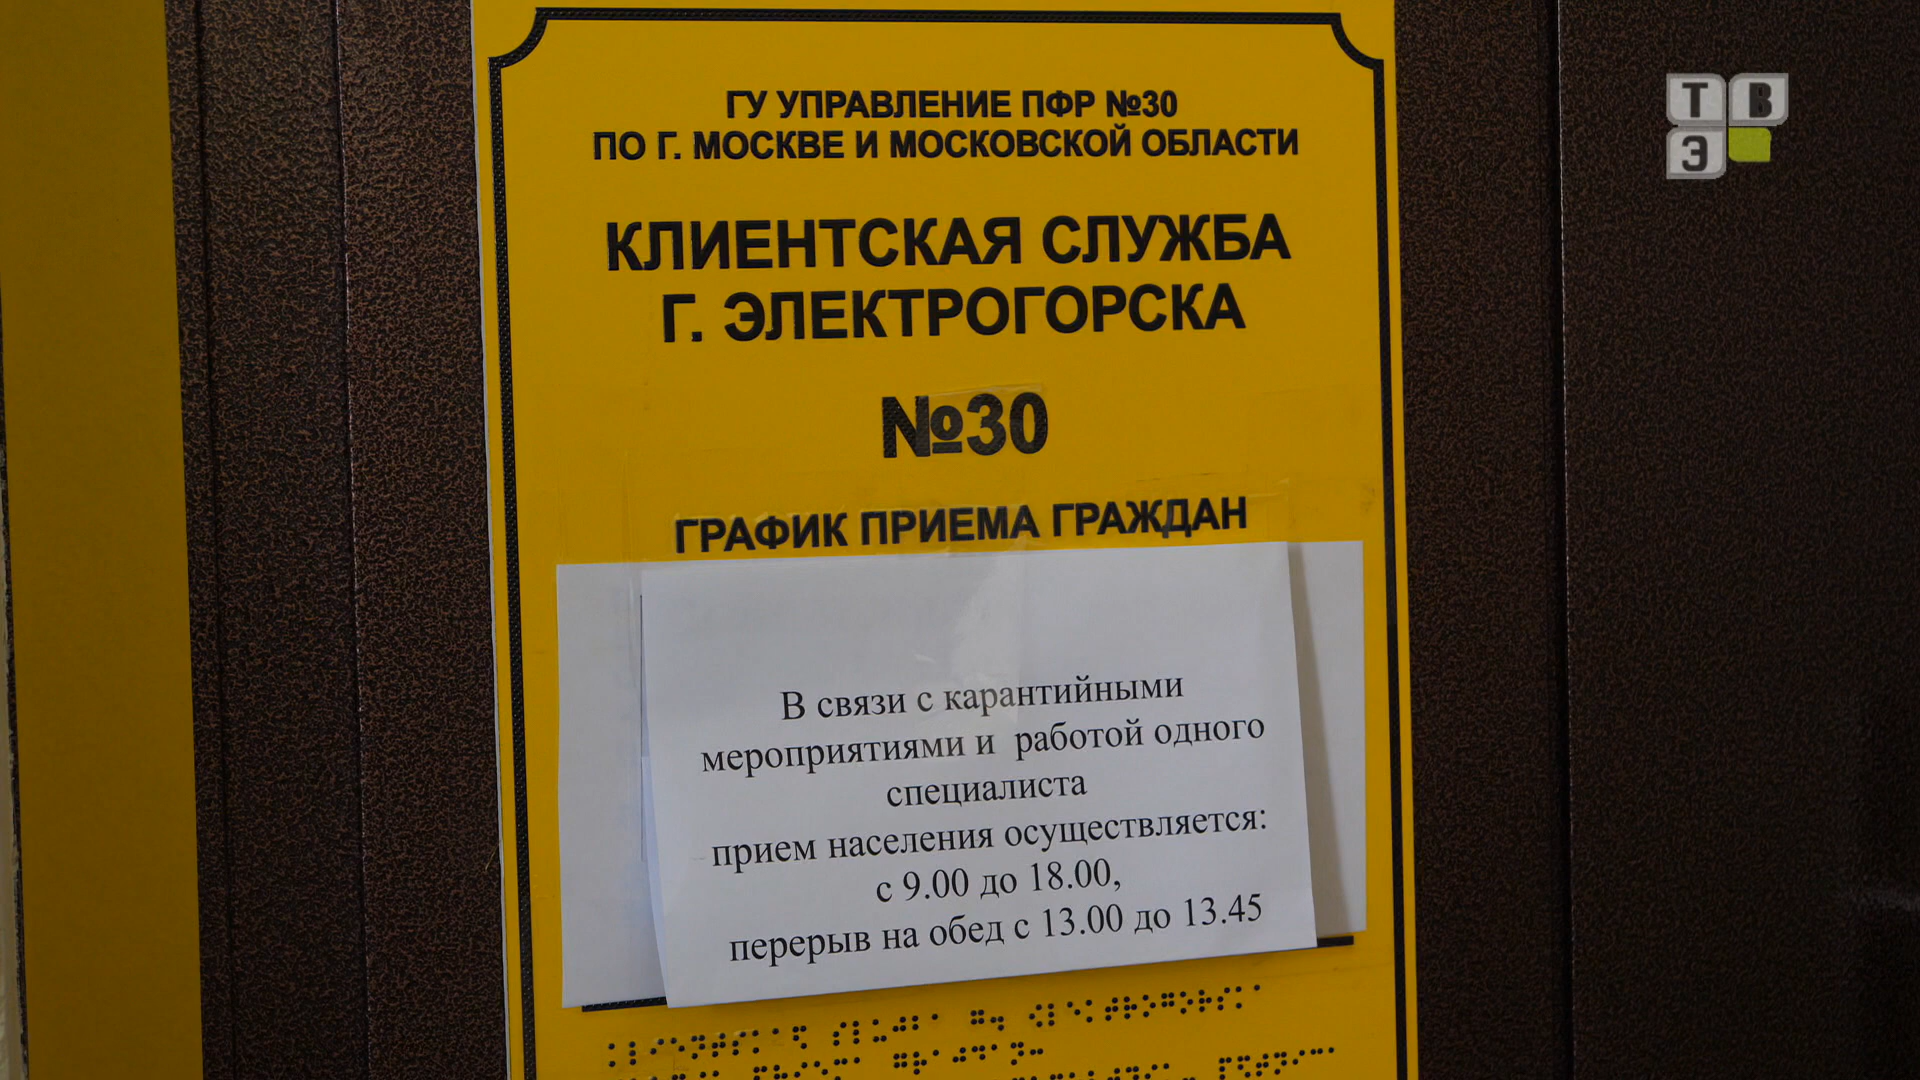 ГУ УПРАВЛЕНИЕ ПФР №30
ПО Г. МОСКВЕ И МОСКОВСКОЙ ОБЛАСТИ
КЛИЕНТСКАЯ СЛУЖБА
Г. ЭЛЕКТРОГОРСКА
№30
ГРАФИК ПРИЕМА ГРАЖДАН
В связи с карантийными
мероприятиями и работой одного
специалиста
прием населения осуществляется:
с 9.00 до 18.00,
перерыв на обед с 13.00 до 13.45
ТВ
Э